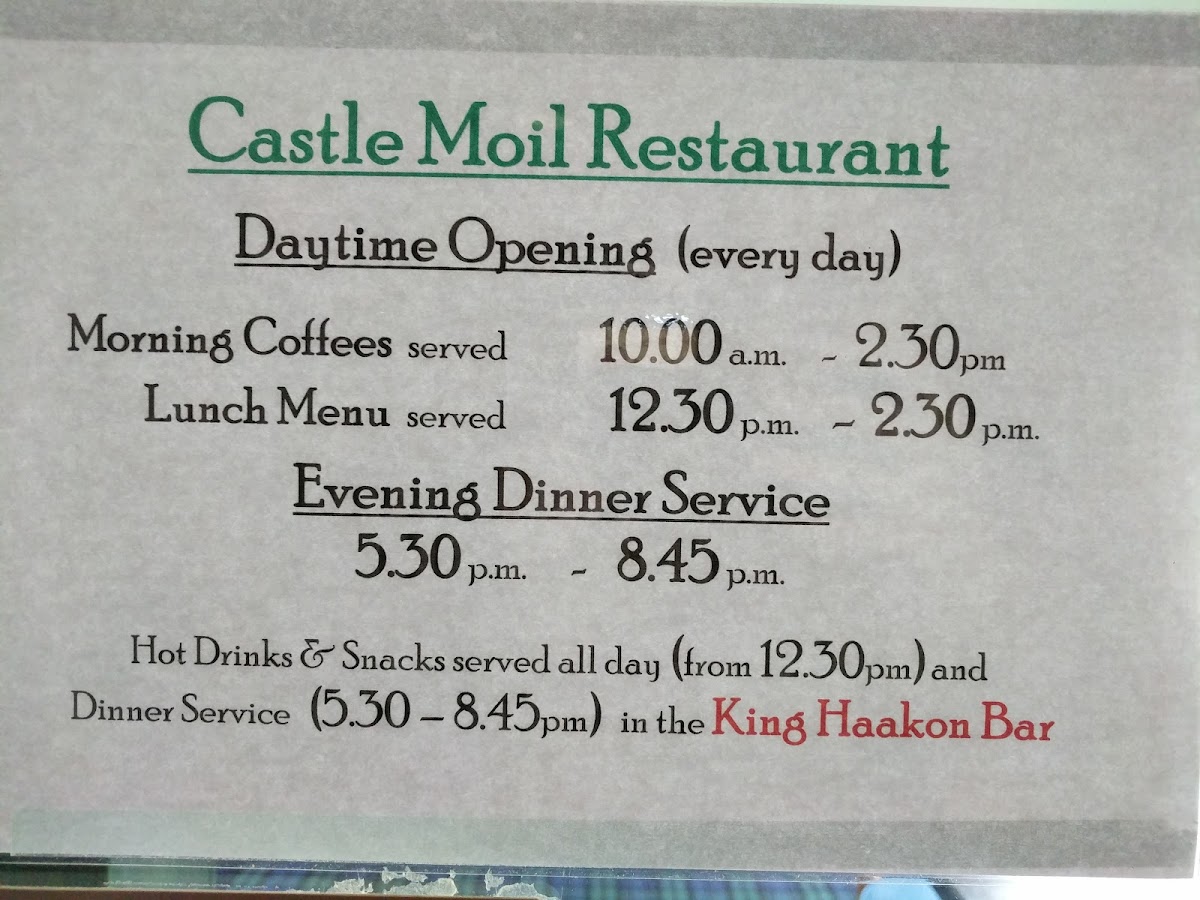 Castle Moil Restaurant
Daytime Opening (every day)
Morning Coffees served 10.00 a.m. - 2.30pm
Lunch Menu served 12.30 p.m. - 2.30 p.m.
Evening Dinner Service
5.30 p.m. - 8.45 p.m.
Hot Drinks & Snacks served all day (from 12.30pm) and
Dinner Service (5.30 – 8.45pm) in the King Haakon Bar